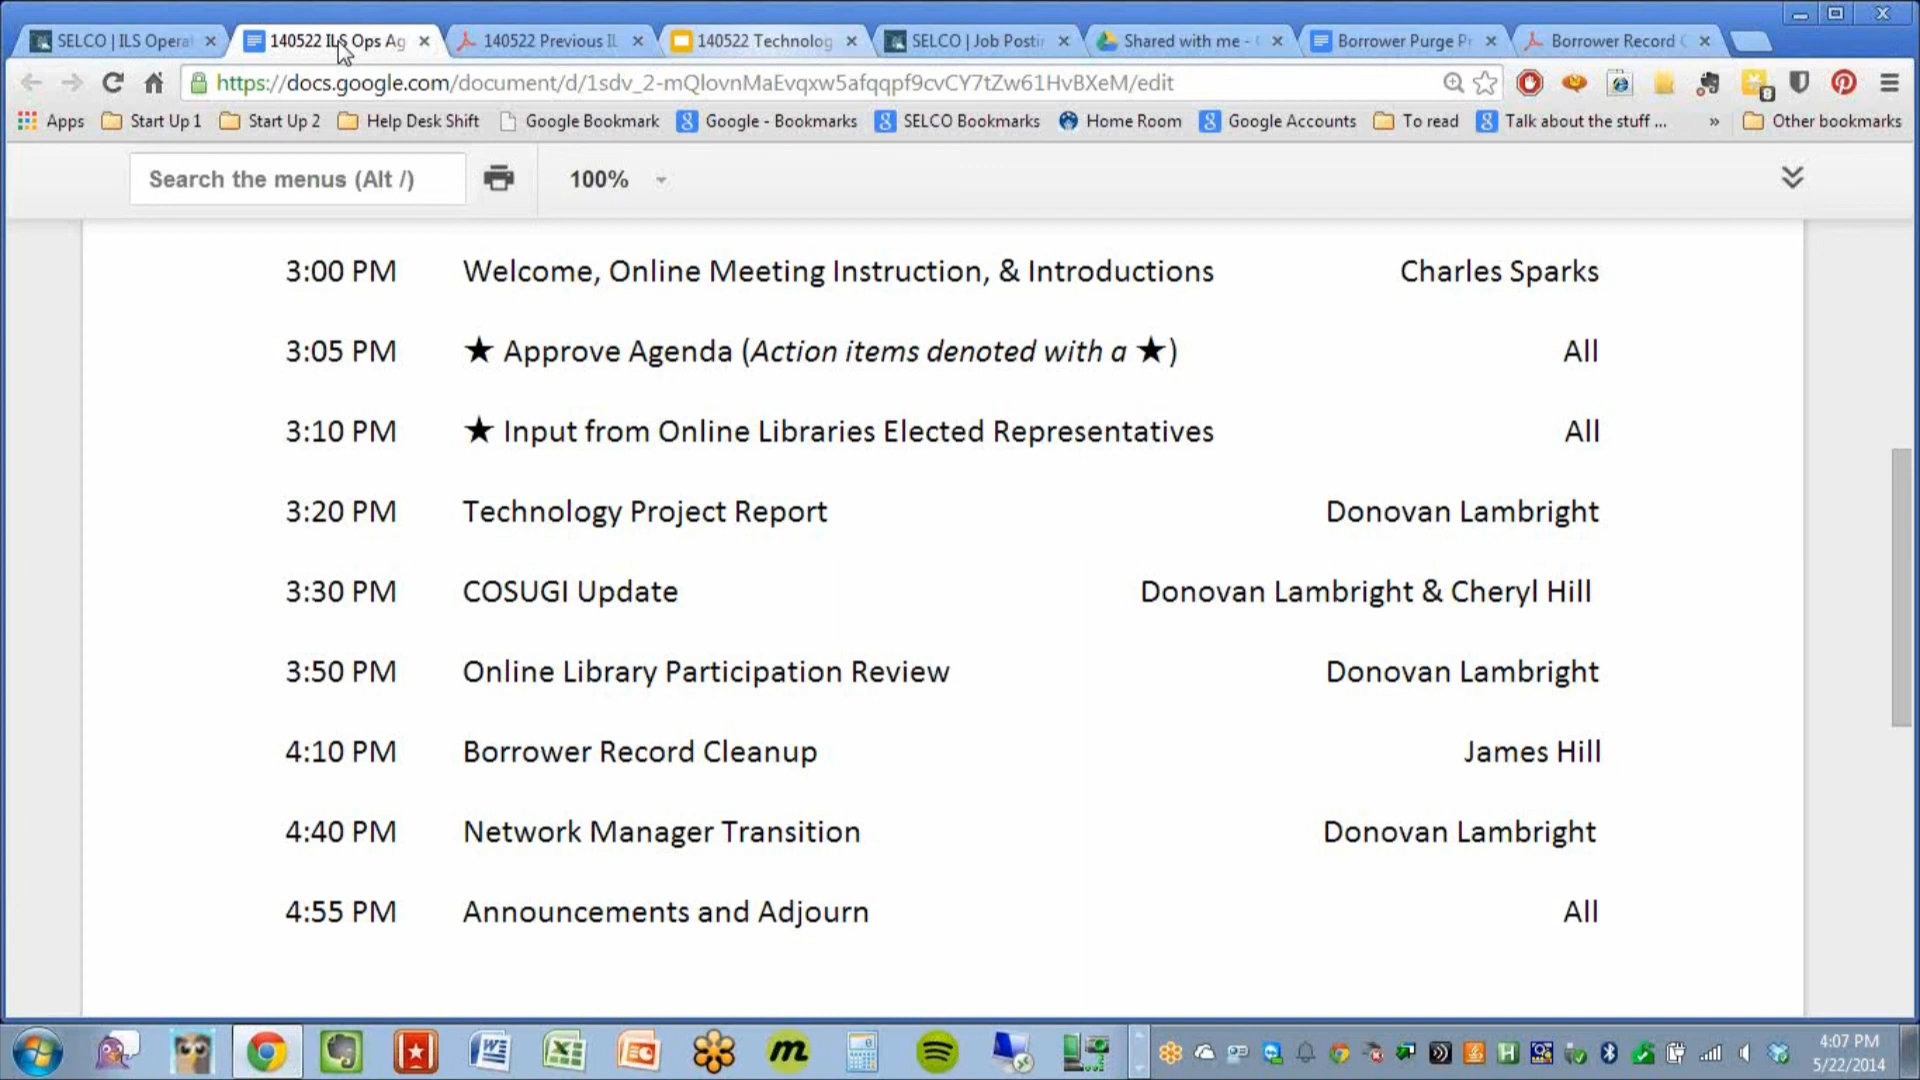 SELCO | ILS Opera
140522 ILS Ops Ag
140522 Previous IL
140522 Technolog
SELCO | Job Posti
Shared with me -
Borrower Purge Pr
Borrower Record C
https://docs.google.com/document/d/1sdv_2-mQlovnMaEvqxw5afqqpf9cvCY7tZw61HvBXeM/edit
8
Apps
Start Up 1
Start Up 2
Help Desk Shift
Google Bookmark
Google - Bookmarks
SELCO Bookmarks
Home Room
Google Accounts
To read
Talk about the stuff ...
»
Other bookmarks
Search the menus (Alt /)
100%
3:00 PM Welcome, Online Meeting Instruction, & Introductions Charles Sparks
3:05 PM ★ Approve Agenda (Action items denoted with a ★) All
3:10 PM ★ Input from Online Libraries Elected Representatives All
3:20 PM Technology Project Report Donovan Lambright
3:30 PM COSUGI Update Donovan Lambright & Cheryl Hill
3:50 PM Online Library Participation Review Donovan Lambright
4:10 PM Borrower Record Cleanup James Hill
4:40 PM Network Manager Transition Donovan Lambright
4:55 PM Announcements and Adjourn All
4:07 PM
5/22/2014